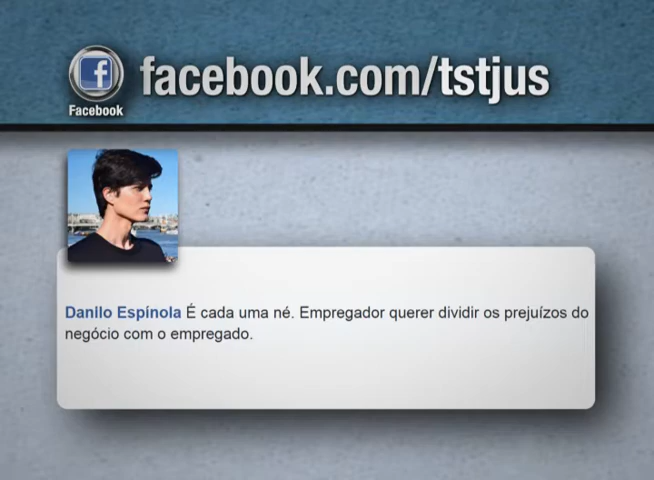 facebook.com/tstjus
Facebook
Danilo Espínola É cada uma né. Empregador querer dividir os prejuízos do
negócio com o empregado.